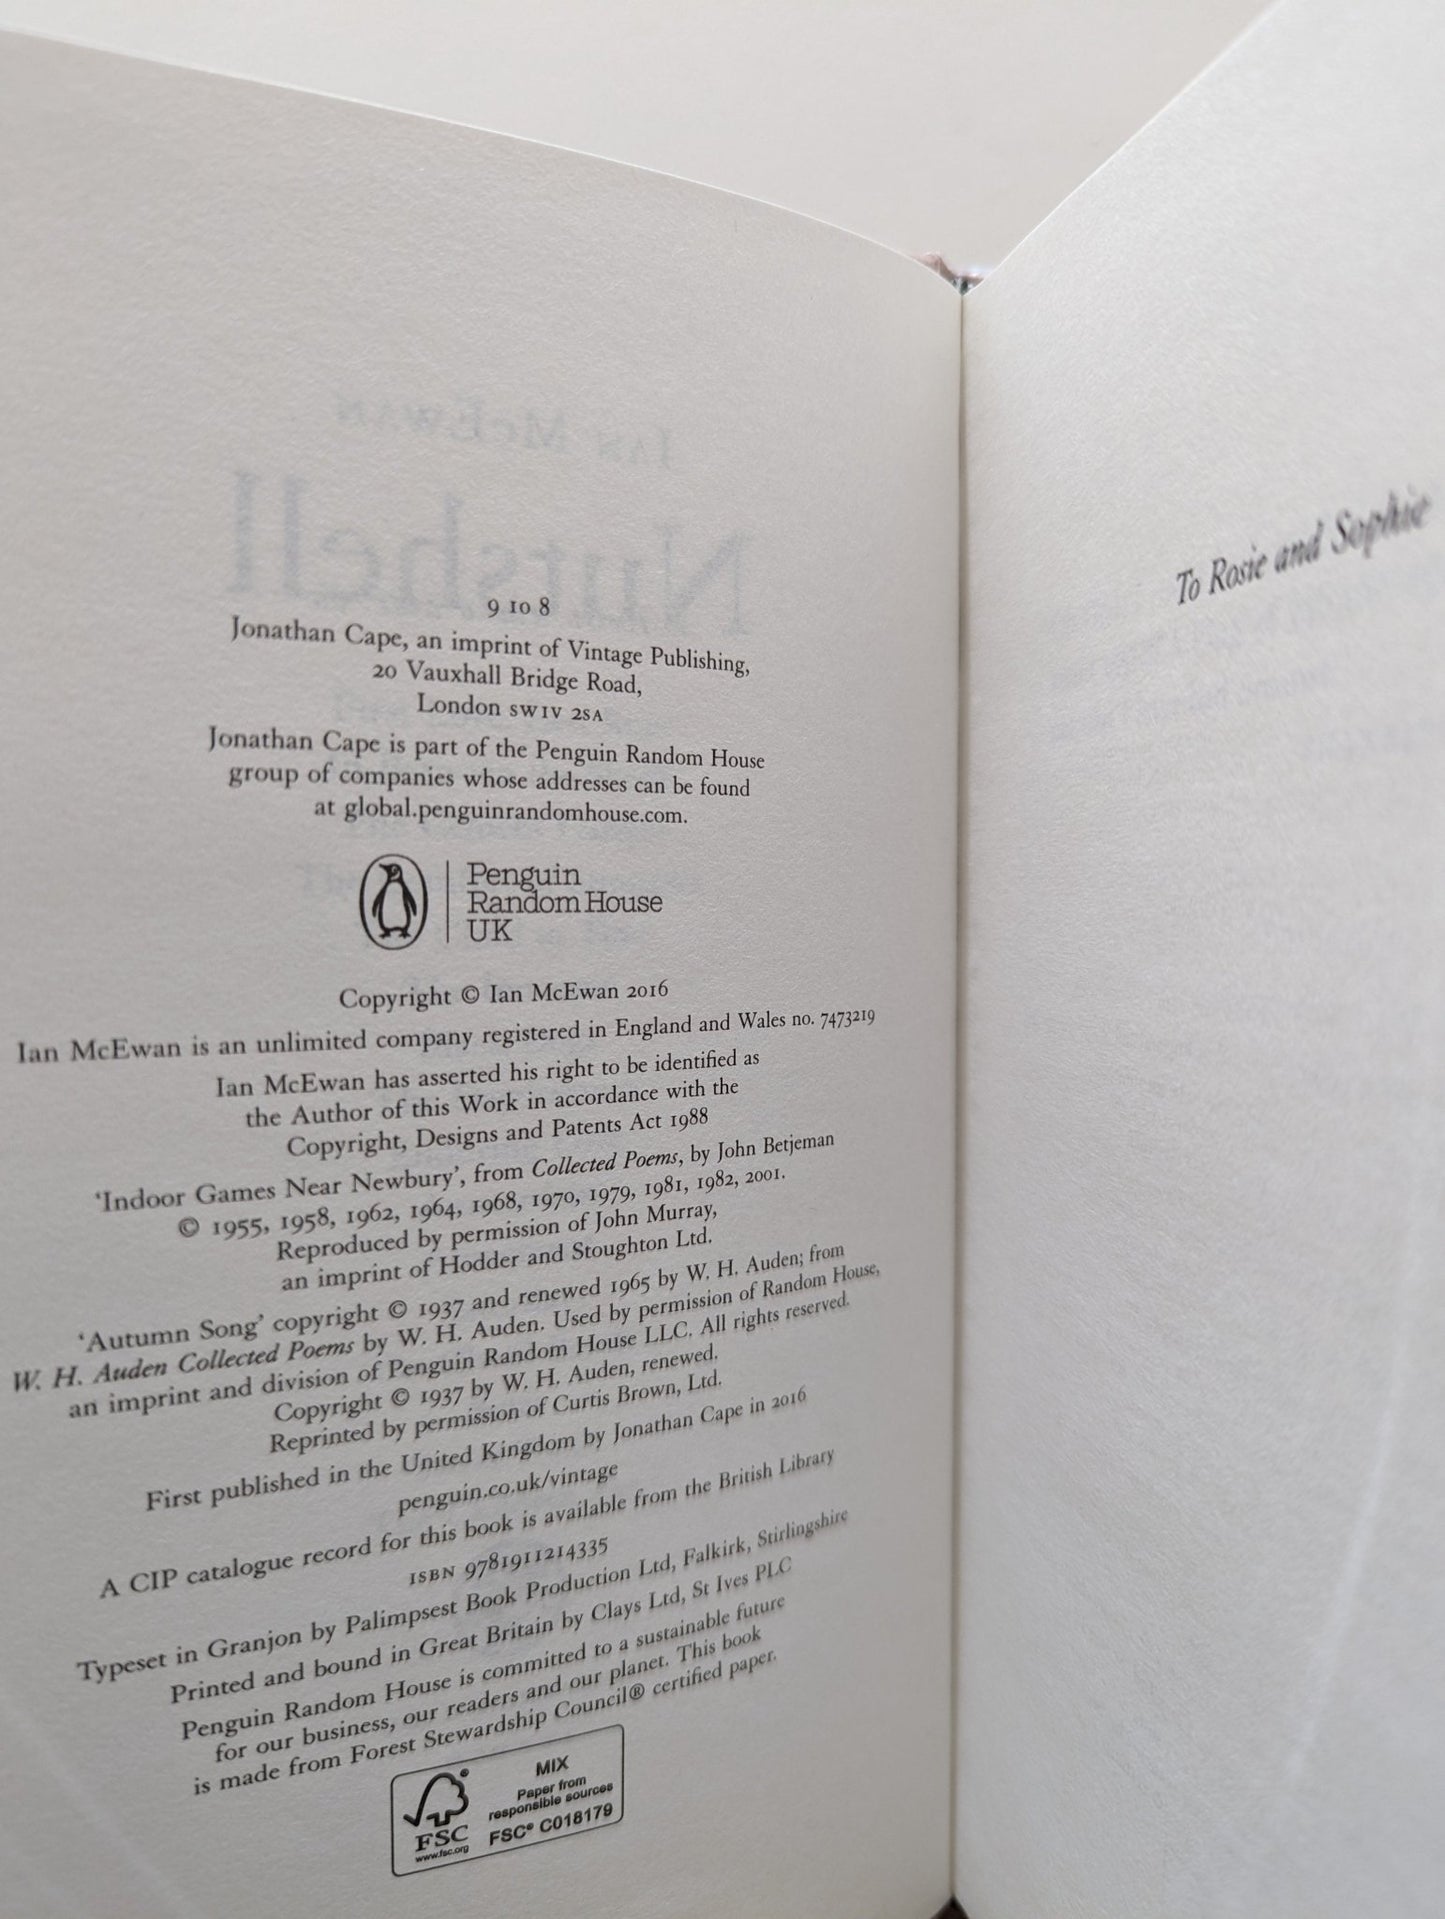 IAN MCEWAN
Nutshell
9 10 8
Jonathan Cape, an imprint of Vintage Publishing,
20 Vauxhall Bridge Road,
London SW1V 2SA
Jonathan Cape is part of the Penguin Random House
group of companies whose addresses can be found
at global.penguinrandomhouse.com.
Penguin
Random House
UK
Copyright © Ian McEwan 2016
Ian McEwan is an unlimited company registered in England and Wales no. 7473219
Ian McEwan has asserted his right to be identified as
the Author of this Work in accordance with the
Copyright, Designs and Patents Act 1988
‘Indoor Games Near Newbury’, from Collected Poems, by John Betjeman
© 1955, 1958, 1962, 1964, 1968, 1970, 1979, 1981, 1982, 2001.
Reproduced by permission of John Murray,
an imprint of Hodder and Stoughton Ltd.
‘Autumn Song’ copyright © 1937 and renewed 1965 by W. H. Auden; from
W. H. Auden Collected Poems by W. H. Auden. Used by permission of Random House,
an imprint and division of Penguin Random House LLC. All rights reserved.
Copyright © 1937 by W. H. Auden, renewed.
Reprinted by permission of Curtis Brown, Ltd.
First published in the United Kingdom by Jonathan Cape in 2016
penguin.co.uk/vintage
A CIP catalogue record for this book is available from the British Library
ISBN 9781911214335
Typeset in Granjon by Palimpsest Book Production Ltd, Falkirk, Stirlingshire
Printed and bound in Great Britain by Clays Ltd, St Ives PLC
Penguin Random House is committed to a sustainable future
for our business, our readers and our planet. This book
is made from Forest Stewardship Council® certified paper.
FSC
www.fsc.org
MIX
Paper from
responsible sources
FSC® C018179
To Rosie and Sophie